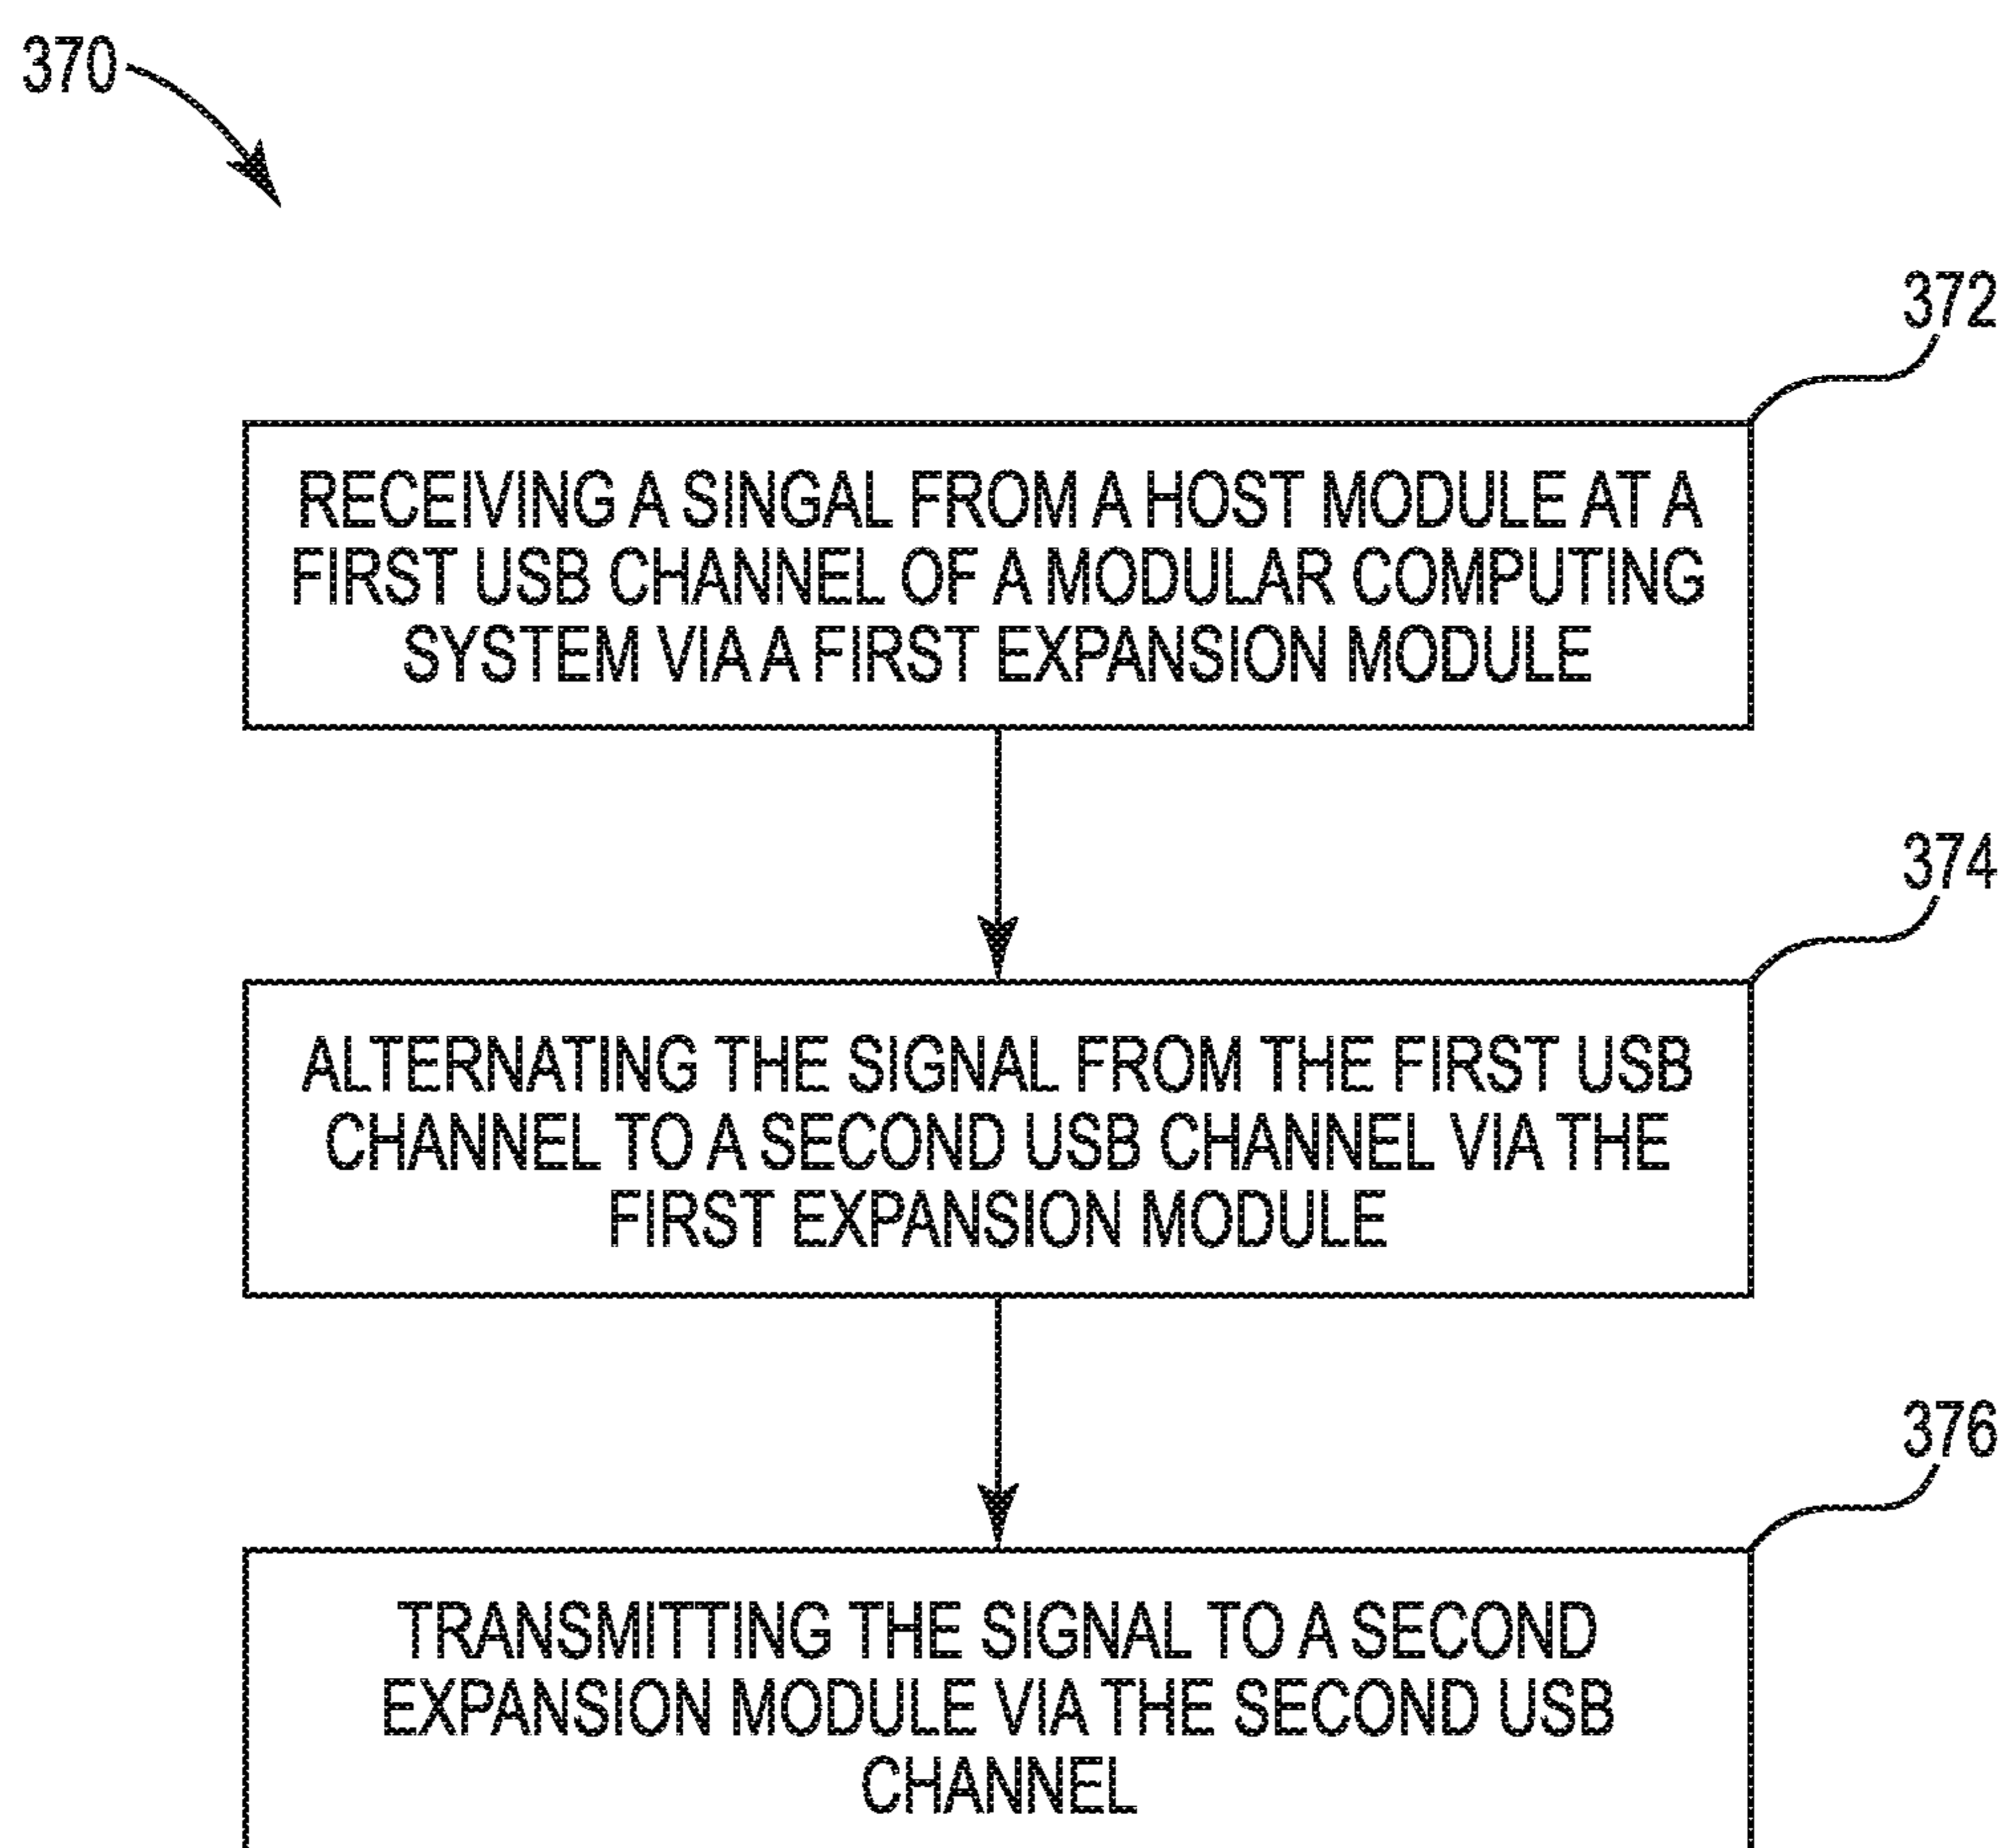 370
372
RECEIVING A SINGAL FROM A HOST MODULE AT A
FIRST USB CHANNEL OF A MODULAR COMPUTING
SYSTEM VIA A FIRST EXPANSION MODULE
374
ALTERNATING THE SIGNAL FROM THE FIRST USB
CHANNEL TO A SECOND USB CHANNEL VIA THE
FIRST EXPANSION MODULE
376
TRANSMITTING THE SIGNAL TO A SECOND
EXPANSION MODULE VIA THE SECOND USB
CHANNEL